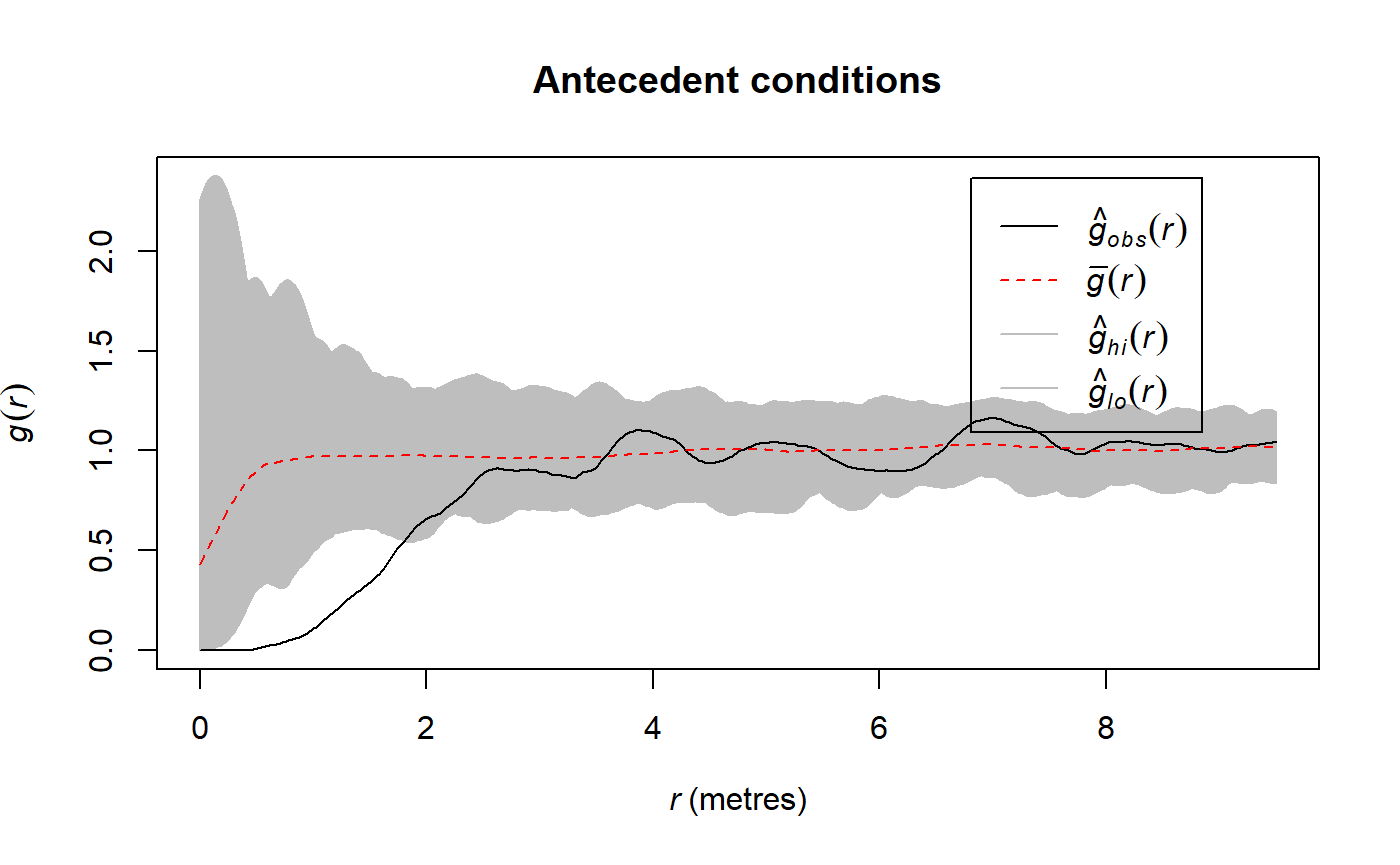 Antecedent conditions
g(r)
2.0
1.5
1.0
0.5
0.0
ĝobs(r)
g̅(r)
ĝhi(r)
ĝlo(r)
0 2 4 6 8
r (metres)